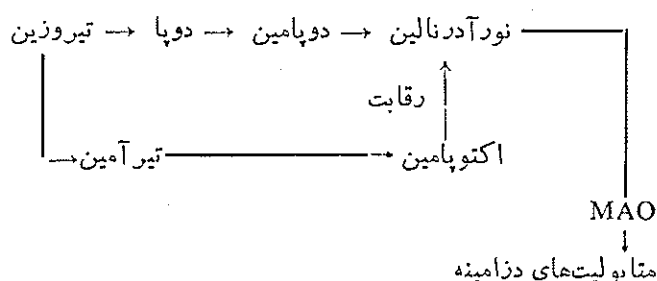 تیروزین → دوپا → دوپامین → نورآدرنالین
رقابت
تیرآمین → اکتوپامین
MAO
متابولیت‌های دزامینه